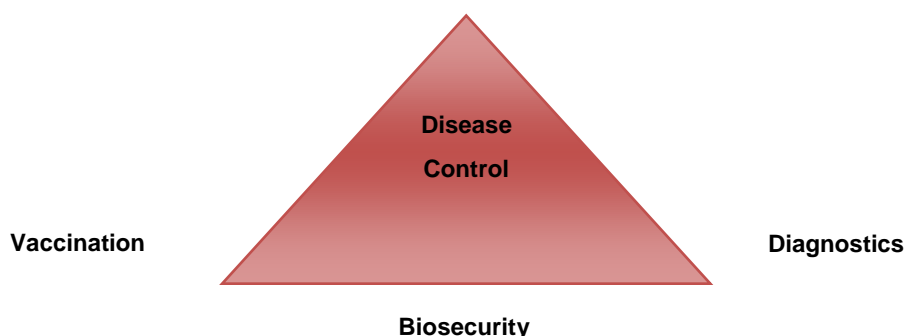 Disease
Control
Vaccination
Diagnostics
Biosecurity